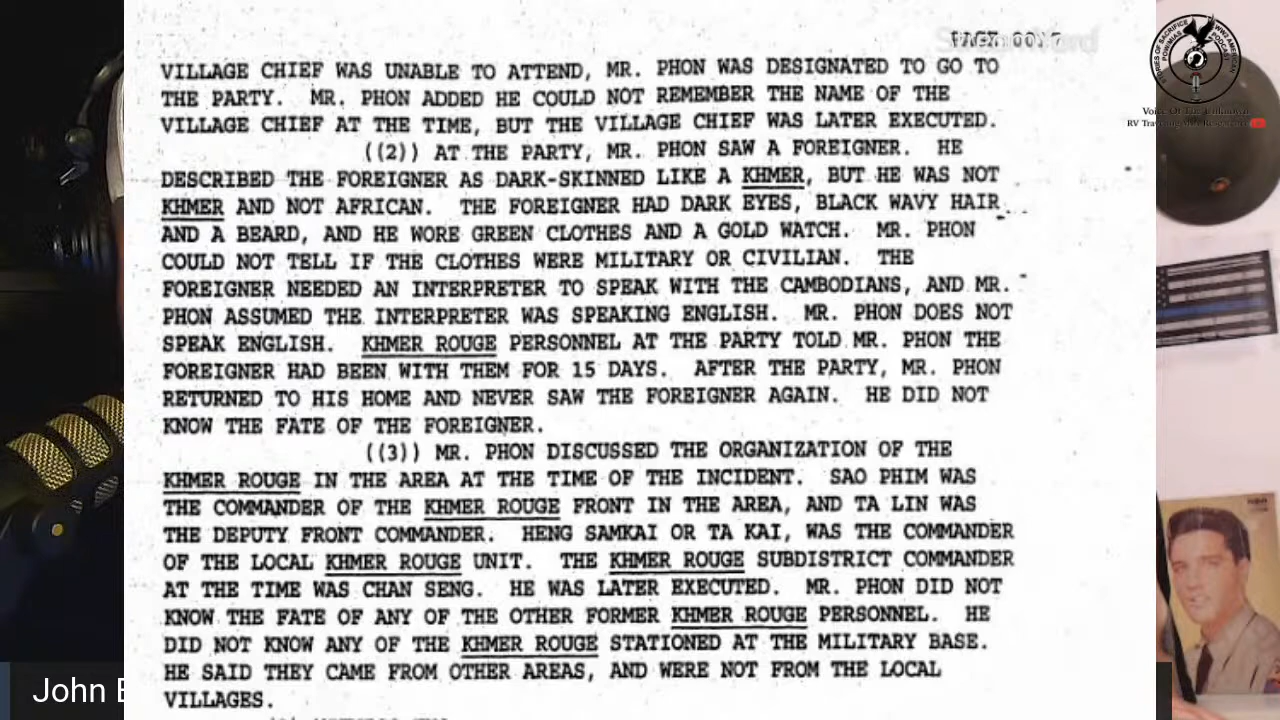 PAGE 0017
VILLAGE CHIEF WAS UNABLE TO ATTEND, MR. PHON WAS DESIGNATED TO GO TO
THE PARTY. MR. PHON ADDED HE COULD NOT REMEMBER THE NAME OF THE
VILLAGE CHIEF AT THE TIME, BUT THE VILLAGE CHIEF WAS LATER EXECUTED.
((2)) AT THE PARTY, MR. PHON SAW A FOREIGNER. HE
DESCRIBED THE FOREIGNER AS DARK-SKINNED LIKE A KHMER, BUT HE WAS NOT
KHMER AND NOT AFRICAN. THE FOREIGNER HAD DARK EYES, BLACK WAVY HAIR
AND A BEARD, AND HE WORE GREEN CLOTHES AND A GOLD WATCH. MR. PHON
COULD NOT TELL IF THE CLOTHES WERE MILITARY OR CIVILIAN. THE
FOREIGNER NEEDED AN INTERPRETER TO SPEAK WITH THE CAMBODIANS, AND MR.
PHON ASSUMED THE INTERPRETER WAS SPEAKING ENGLISH. MR. PHON DOES NOT
SPEAK ENGLISH. KHMER ROUGE PERSONNEL AT THE PARTY TOLD MR. PHON THE
FOREIGNER HAD BEEN WITH THEM FOR 15 DAYS. AFTER THE PARTY, MR. PHON
RETURNED TO HIS HOME AND NEVER SAW THE FOREIGNER AGAIN. HE DID NOT
KNOW THE FATE OF THE FOREIGNER.
((3)) MR. PHON DISCUSSED THE ORGANIZATION OF THE
KHMER ROUGE IN THE AREA AT THE TIME OF THE INCIDENT. SAO PHIM WAS
THE COMMANDER OF THE KHMER ROUGE FRONT IN THE AREA, AND TA LIN WAS
THE DEPUTY FRONT COMMANDER. HENG SAMKAI OR TA KAI, WAS THE COMMANDER
OF THE LOCAL KHMER ROUGE UNIT. THE KHMER ROUGE SUBDISTRICT COMMANDER
AT THE TIME WAS CHAN SENG. HE WAS LATER EXECUTED. MR. PHON DID NOT
KNOW THE FATE OF ANY OF THE OTHER FORMER KHMER ROUGE PERSONNEL. HE
DID NOT KNOW ANY OF THE KHMER ROUGE STATIONED AT THE MILITARY BASE.
HE SAID THEY CAME FROM OTHER AREAS, AND WERE NOT FROM THE LOCAL
VILLAGES.
John